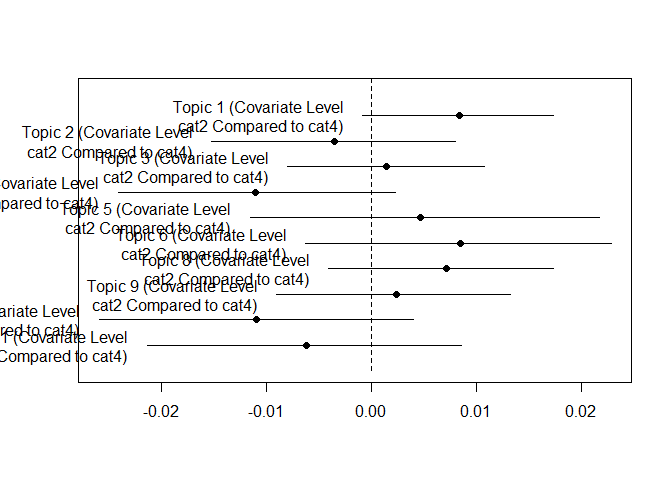 Topic 1 (Covariate Level
cat2 Compared to cat4)
Topic 2 (Covariate Level
cat2 Compared to cat4)
Topic 3 (Covariate Level
cat2 Compared to cat4)
Covariate Level
pared to cat4)
Topic 5 (Covariate Level
cat2 Compared to cat4)
Topic 6 (Covariate Level
cat2 Compared to cat4)
Topic 8 (Covariate Level
cat2 Compared to cat4)
Topic 9 (Covariate Level
cat2 Compared to cat4)
variate Level
red to cat4)
1 (Covariate Level
Compared to cat4)
-0.02 -0.01 0.00 0.01 0.02